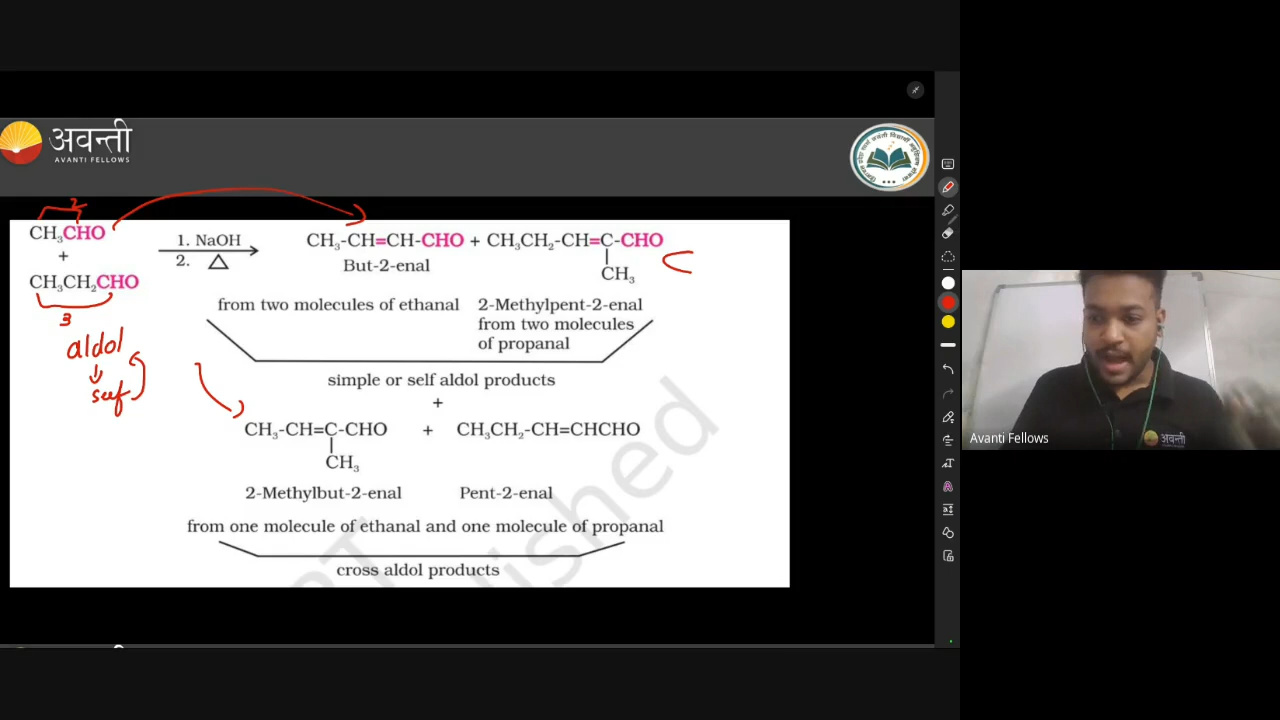 अवन्ती
AVANTI FELLOWS
2
CH₃CHO
+
CH₃CH₂CHO
3
aldol
self
1. NaOH
2. △
CH₃-CH=CH-CHO + CH₃CH₂-CH=C-CHO
CH₃
But-2-enal
from two molecules of ethanal
2-Methylpent-2-enal
from two molecules
of propanal
simple or self aldol products
+
CH₃-CH=C-CHO + CH₃CH₂-CH=CHCHO
CH₃
2-Methylbut-2-enal Pent-2-enal
from one molecule of ethanal and one molecule of propanal
cross aldol products
ished
Avanti Fellows
अवन्ती